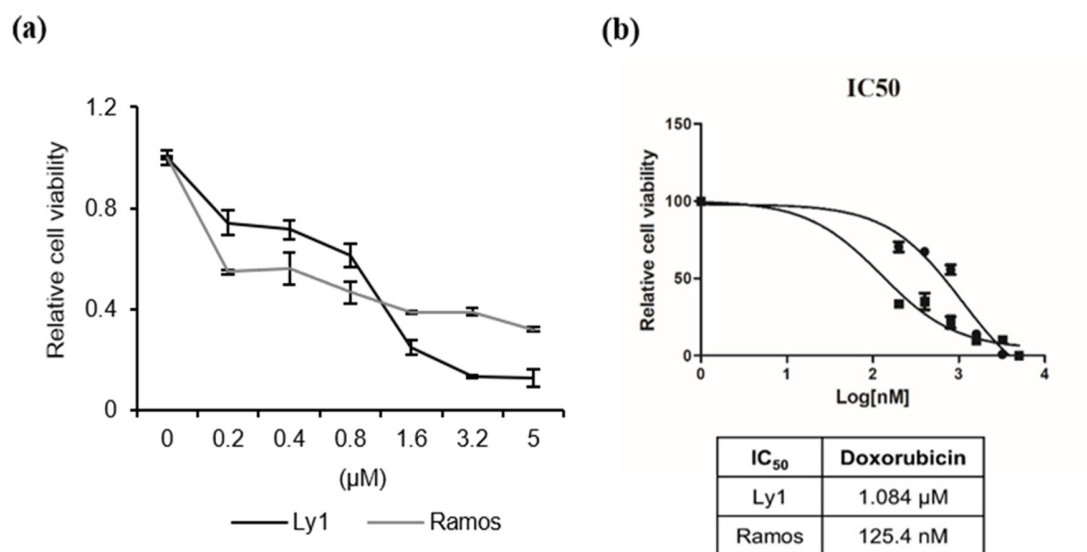 (a)
1.2
0.8
0.4
0
Relative cell viability
0 0.2 0.4 0.8 1.6 3.2 5
(µM)
Ly1 Ramos
(b)
IC50
150
100
50
0
Relative cell viability
0 1 2 3 4
Log[nM]
IC₅₀ Doxorubicin
Ly1 1.084 µM
Ramos 125.4 nM